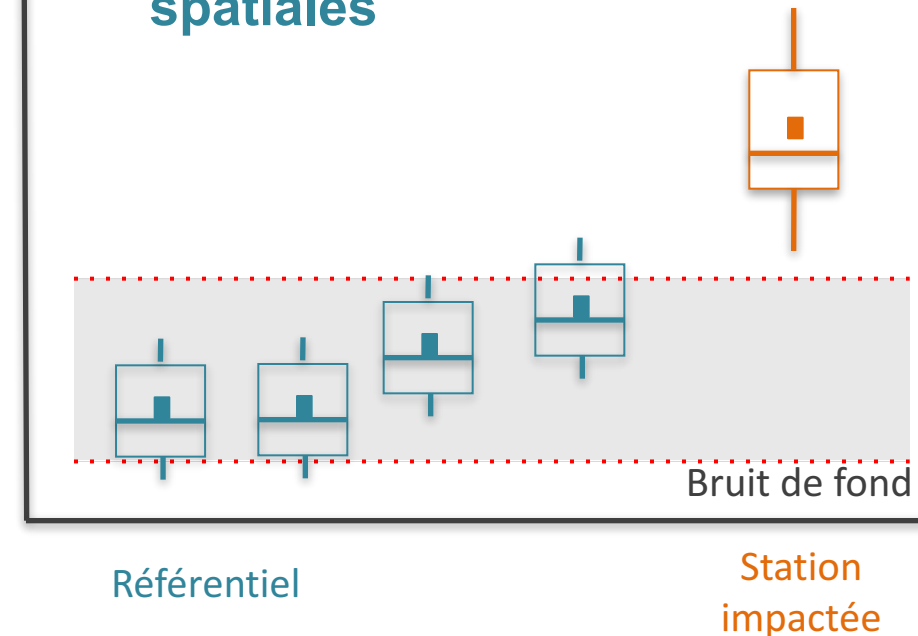 spatiales
Bruit de fond
Référentiel
Station
impactée